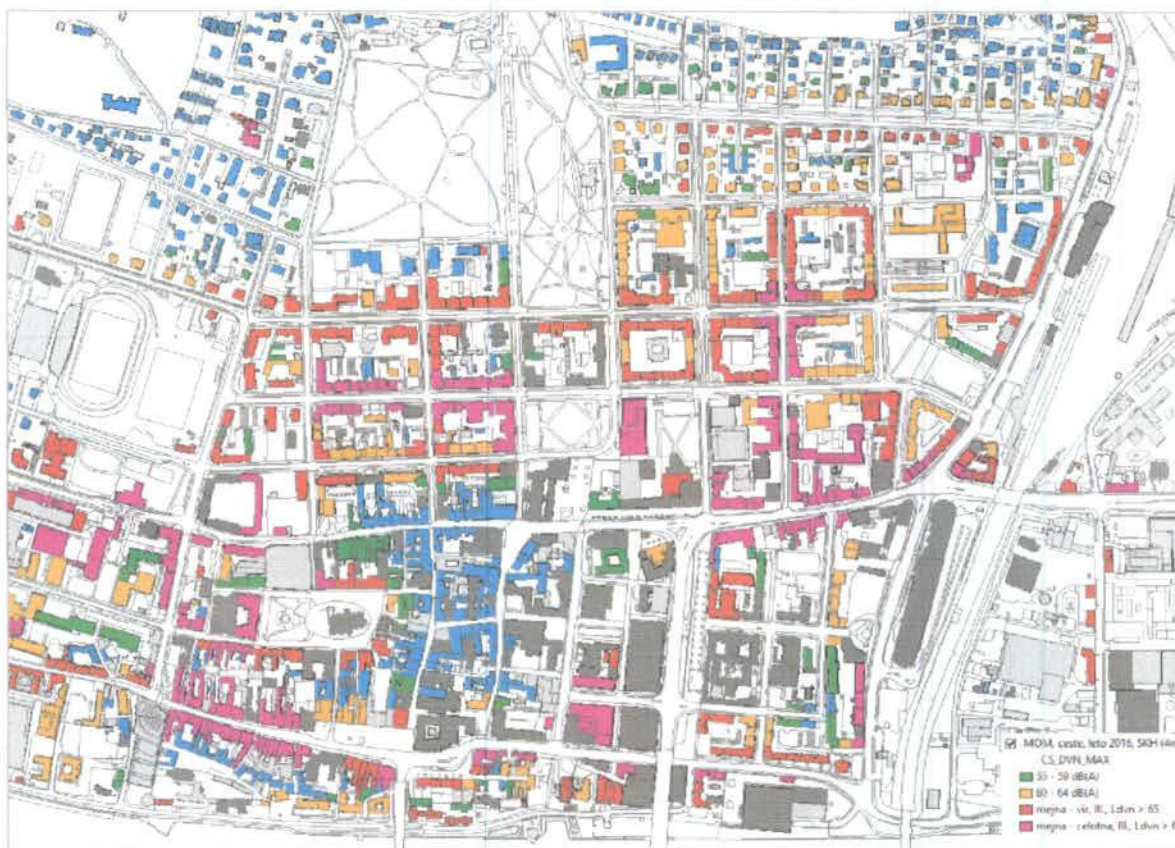 MOM, ceste, leto 2016, SKH
CS_DVN_MAX
55 - 59 dB(A)
60 - 64 dB(A)
mejna - vir, III., Ldvn > 65
mejna - celotna, III., Ldvn >